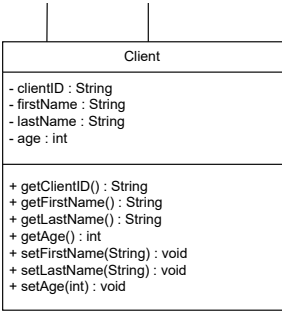 Client
- clientID : String
- firstName : String
- lastName : String
- age : int
+ getClientID() : String
+ getFirstName() : String
+ getLastName() : String
+ getAge() : int
+ setFirstName(String) : void
+ setLastName(String) : void
+ setAge(int) : void